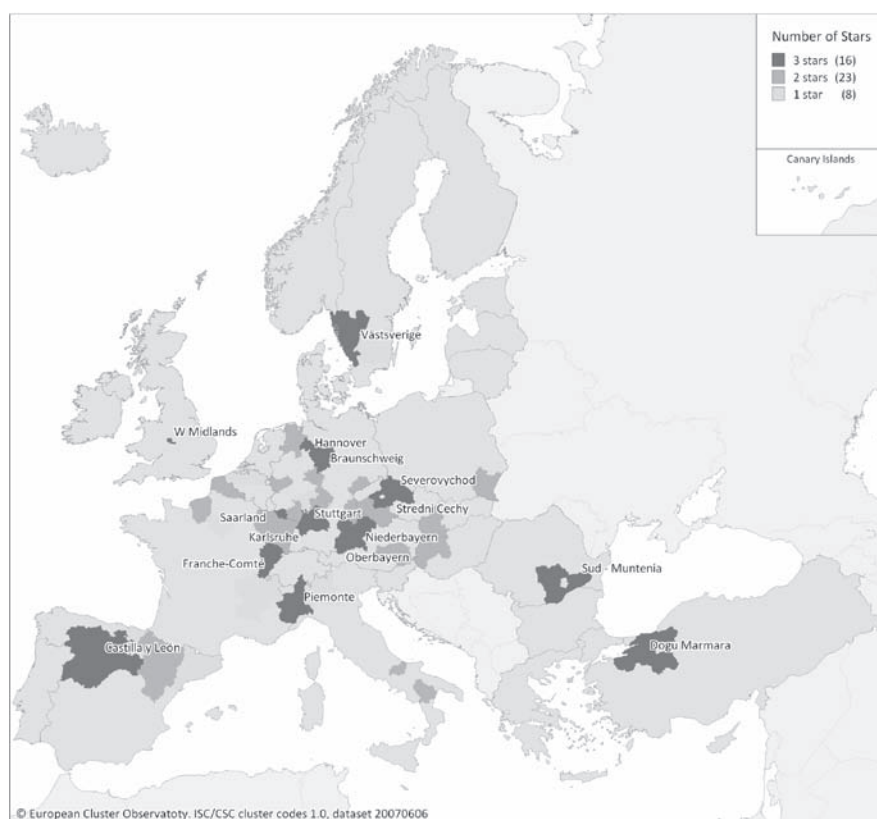 Number of Stars
3 stars (16)
2 stars (23)
1 star (8)
Canary Islands
Västsverige
W Midlands
Hannover
Braunschweig
Severovychod
Saarland
Stuttgart
Stredni Cechy
Karlsruhe
Niederbayern
Franche-Comte
Oberbayern
Sud - Muntenia
Piemonte
Castilla y León
Dogu Marmara
© European Cluster Observatoty. ISC/CSC cluster codes 1.0, dataset 20070606